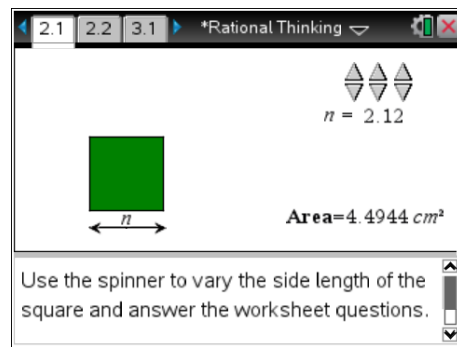 2.1 2.2 3.1 *Rational Thinking
n = 2.12
n
Area=4.4944 cm²
Use the spinner to vary the side length of the
square and answer the worksheet questions.